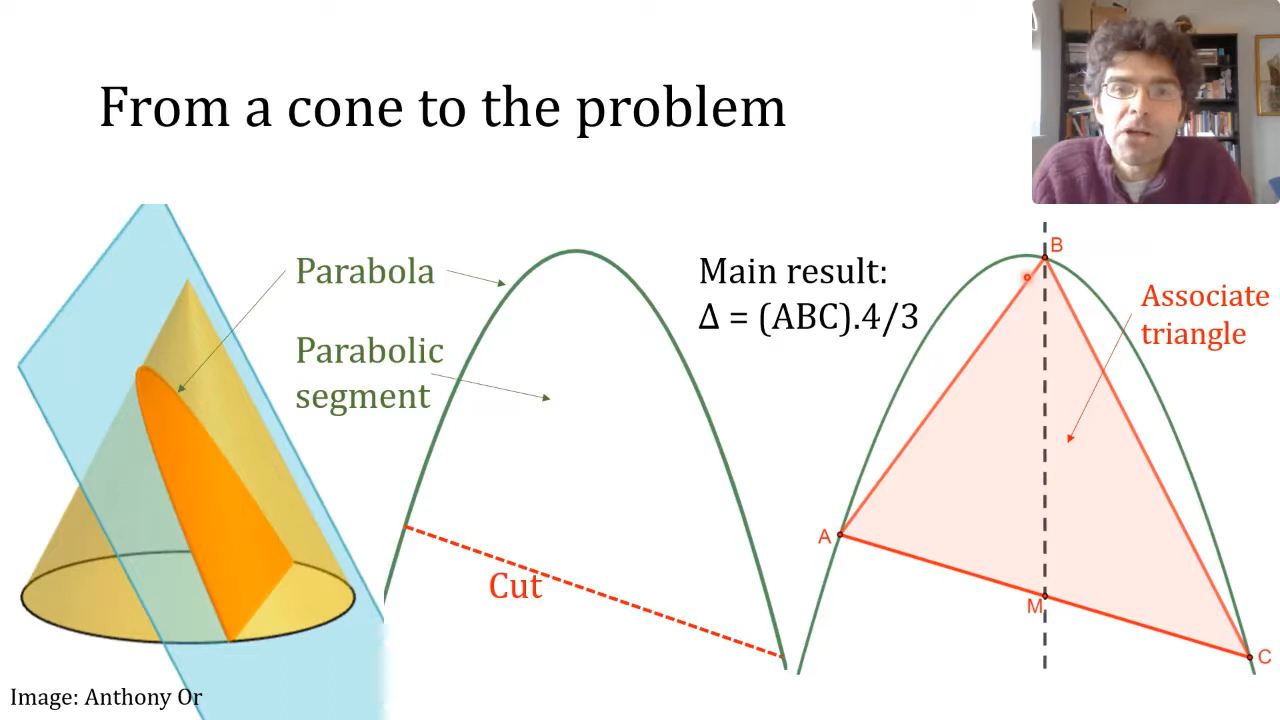 From a cone to the problem
Parabola
Parabolic
segment
Cut
Main result:
Δ = (ABC).4/3
B
Associate
triangle
A
M
C
Image: Anthony Or